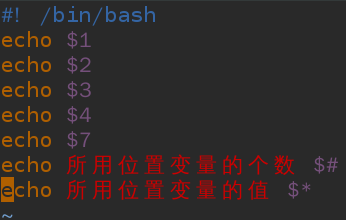 #! /bin/bash
echo $1
echo $2
echo $3
echo $4
echo $7
echo 所用位置变量的个数 $#
echo 所用位置变量的值 $*
~